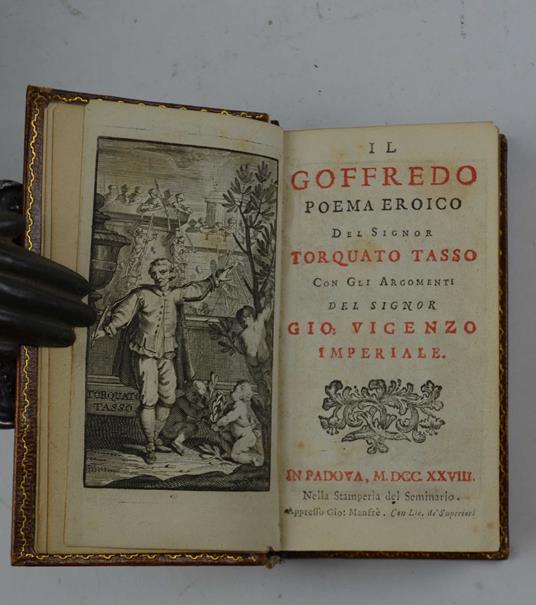 TORQUATO
TASSO
IL
GOFFREDO
POEMA EROICO
DEL SIGNOR
TORQUATO TASSO
CON GLI ARGOMENTI
DEL SIGNOR
GIO: VICENZO
IMPERIALE.
IN PADOVA, M.DCC.XXVIII.
Nella Stamperia del Seminario.
Appresso Gio: Manfrè. Con Lic. de' Superiori